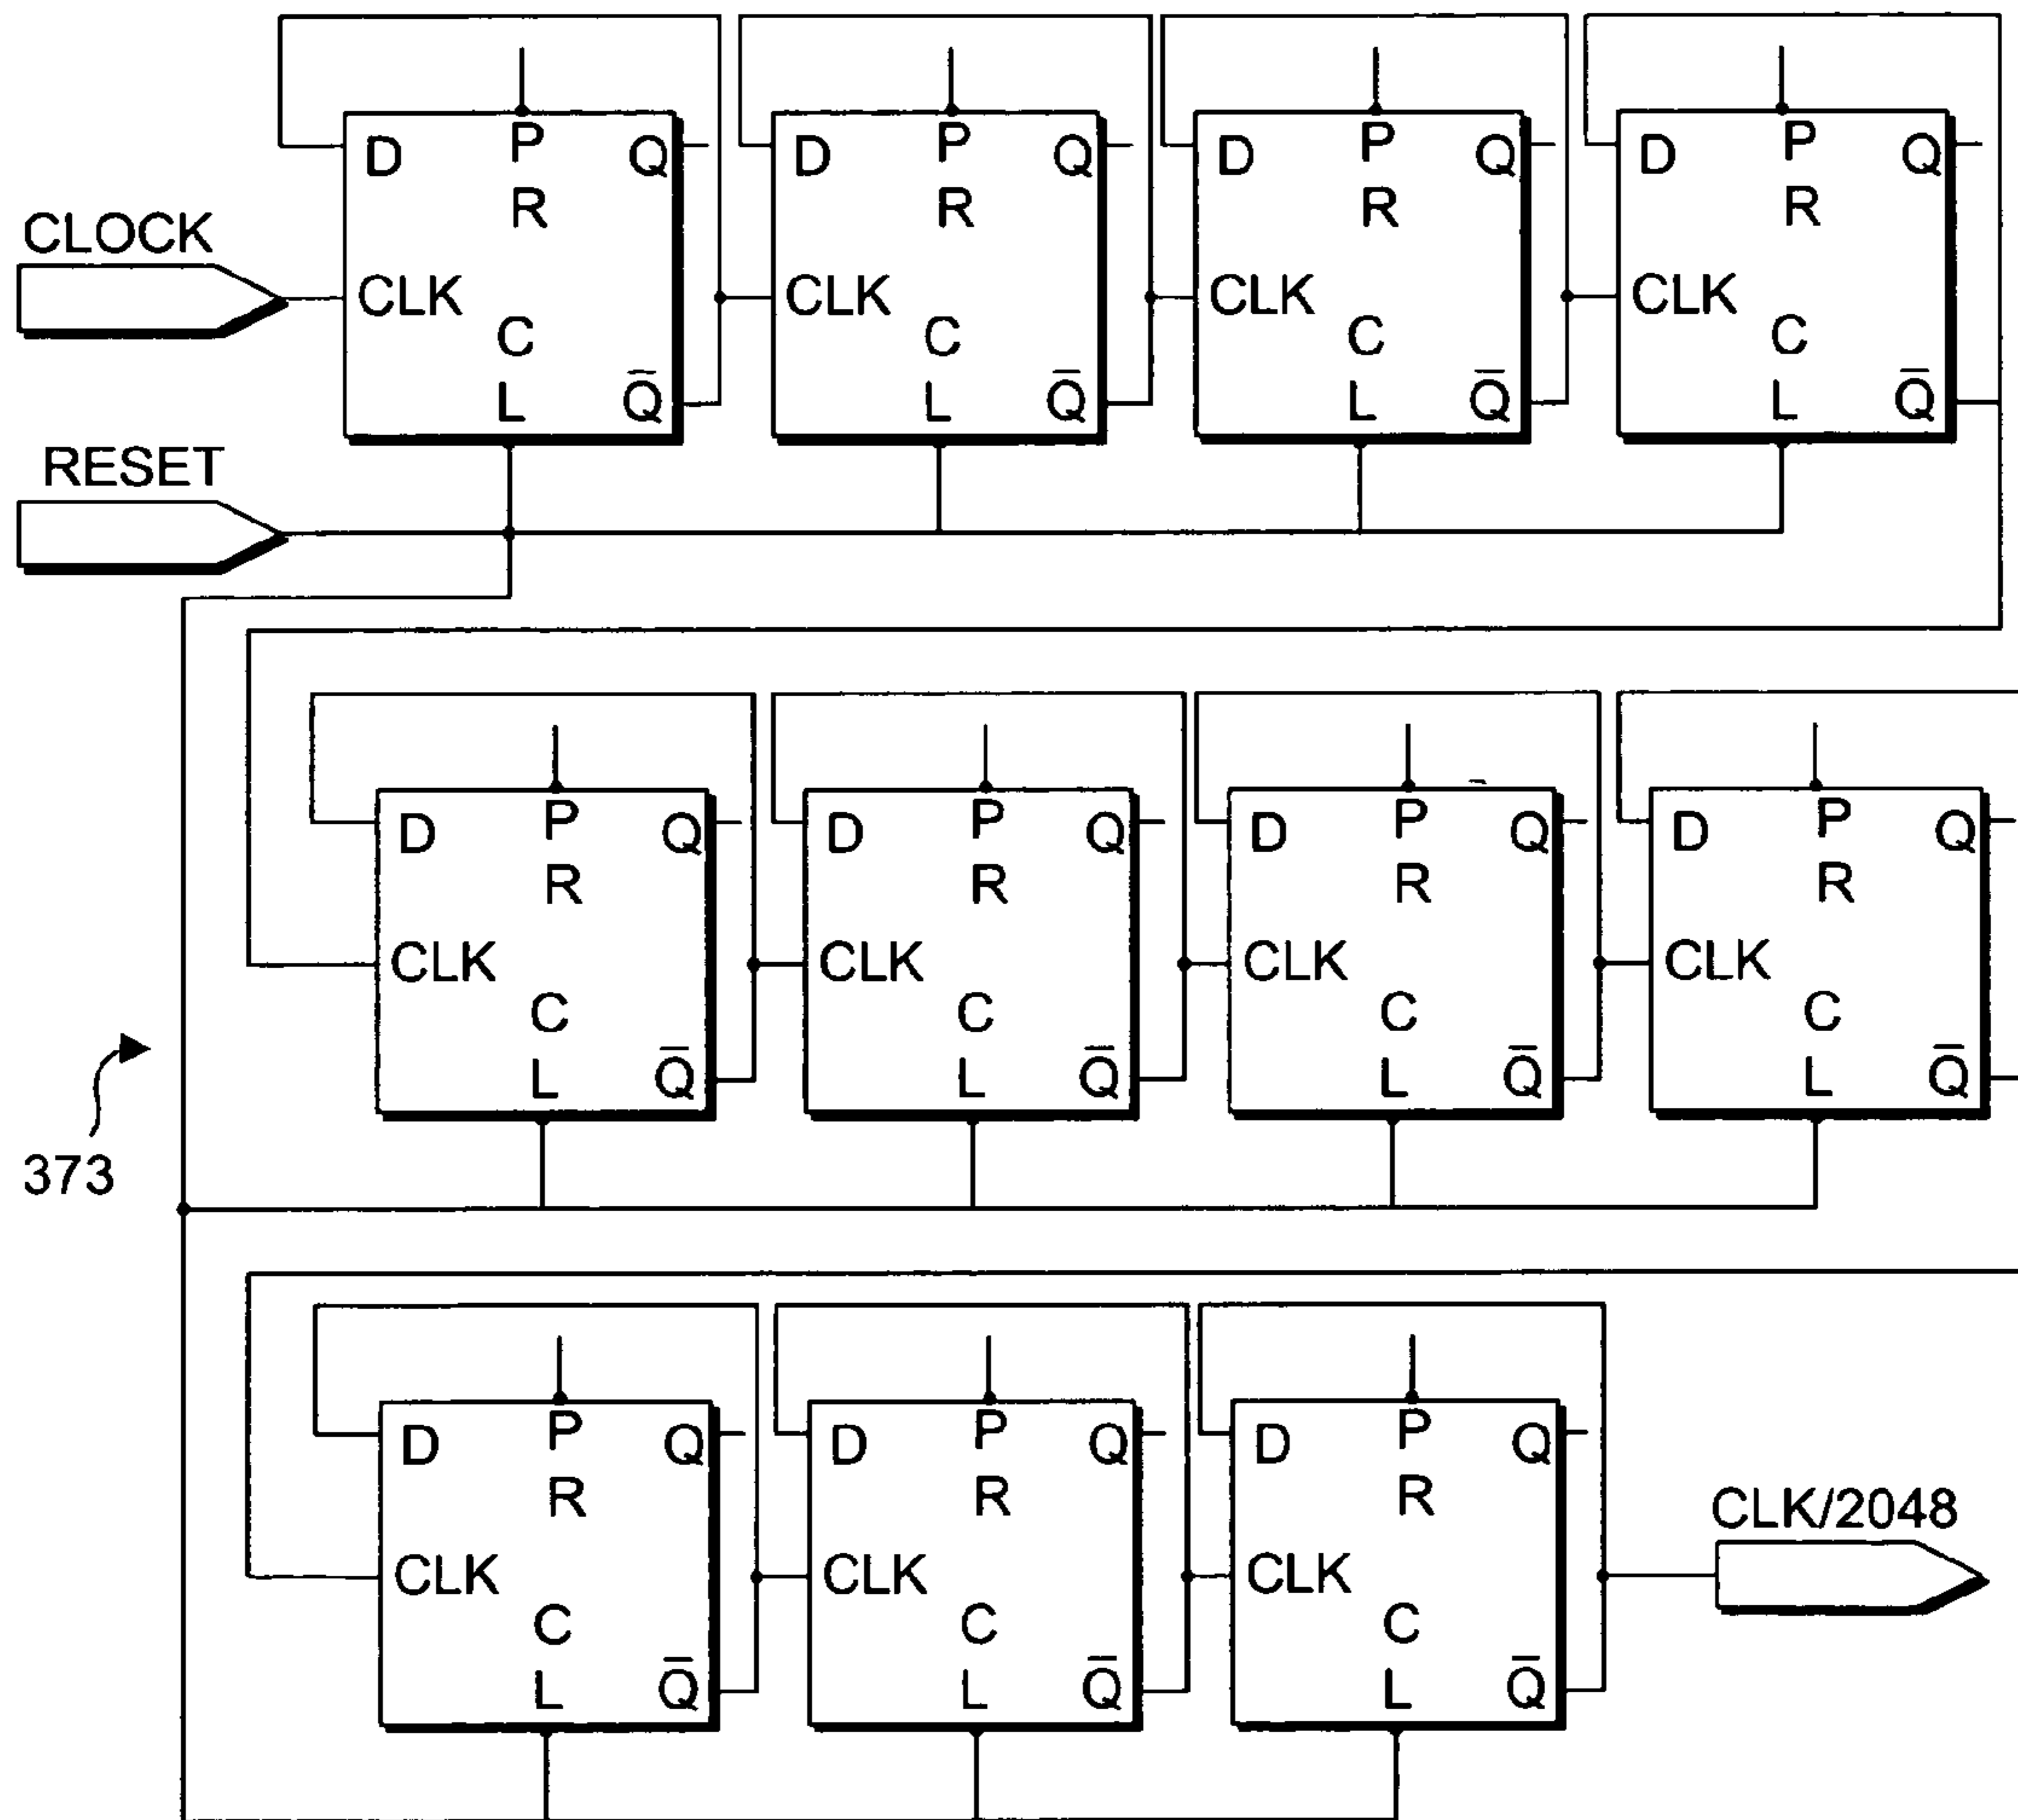 D P Q D P Q D P Q D P Q
R R R R
CLOCK
CLK CLK CLK CLK
C C C C
L Q̅ L Q̅ L Q̅ L Q̅
RESET
D P Q D P Q D P Q D P Q
R R R R
CLK CLK CLK CLK
C C C C
L Q̅ L Q̅ L Q̅ L Q̅
373
D P Q D P Q D P Q
R R R
CLK/2048
CLK CLK CLK
C C C
L Q̅ L Q̅ L Q̅